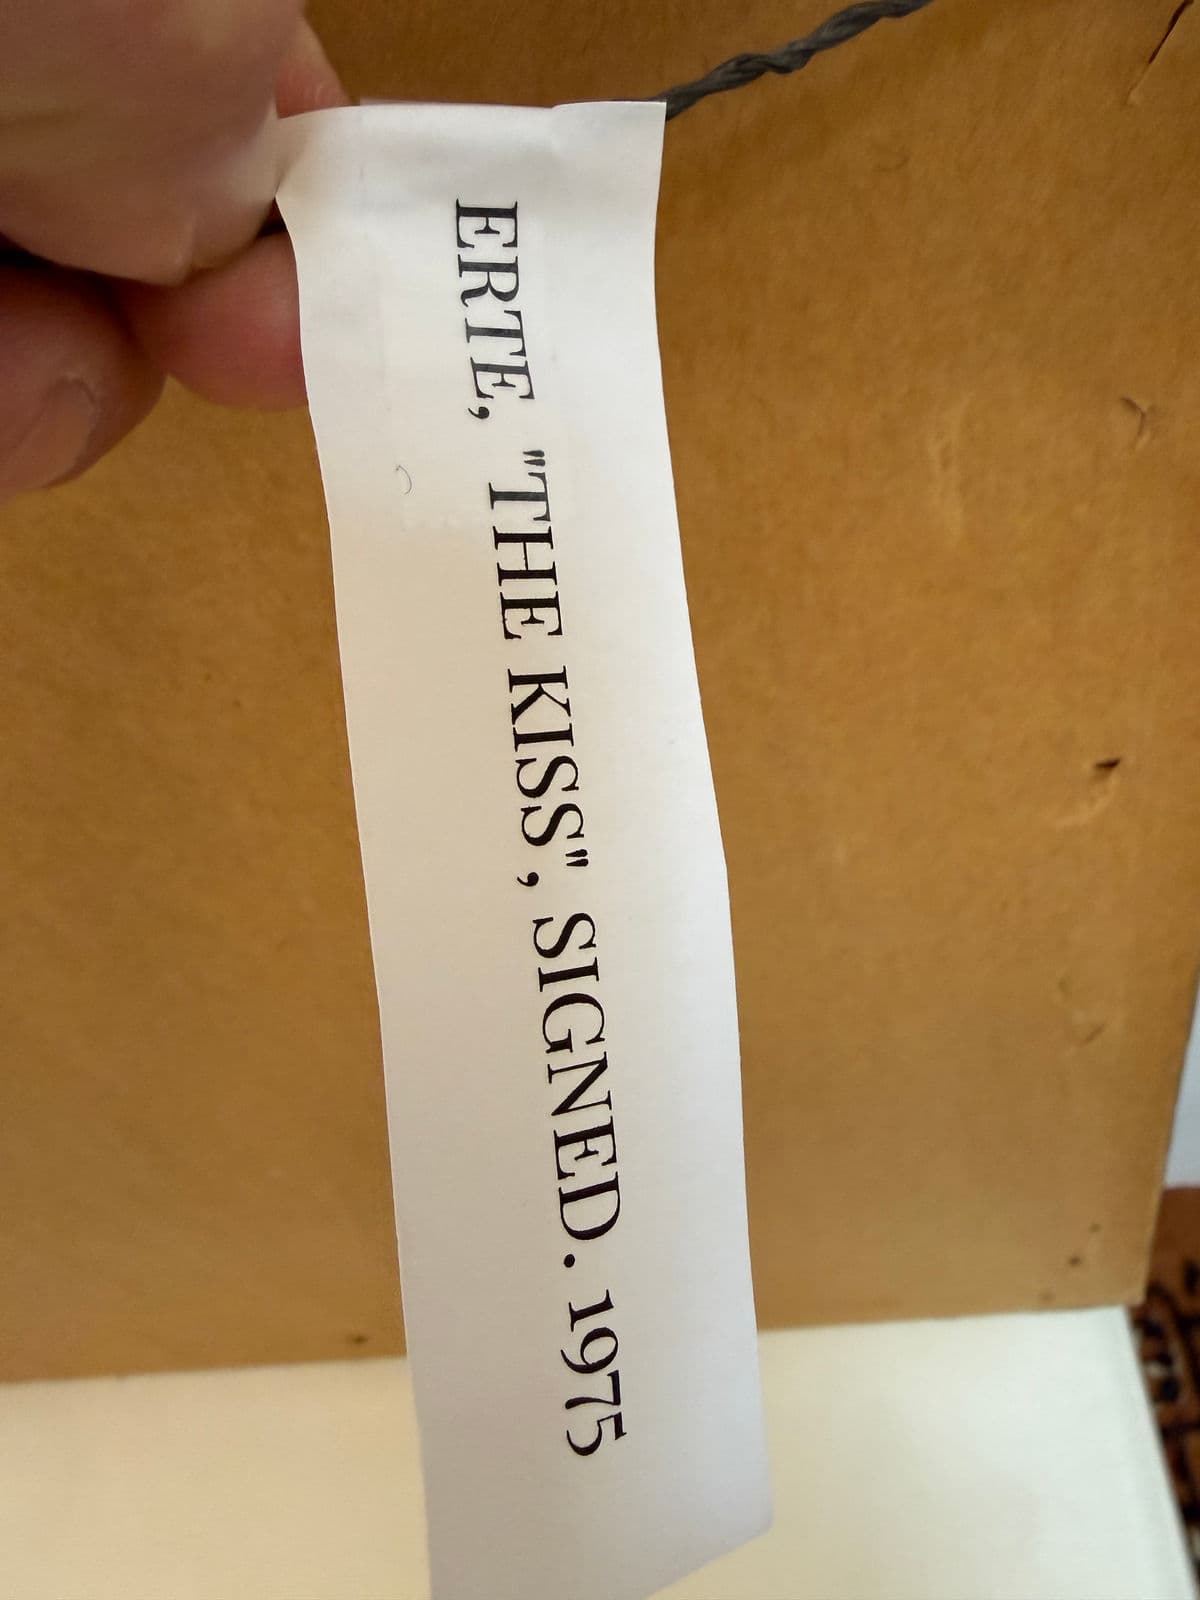 ERTE, "THE KISS", SIGNED. 1975